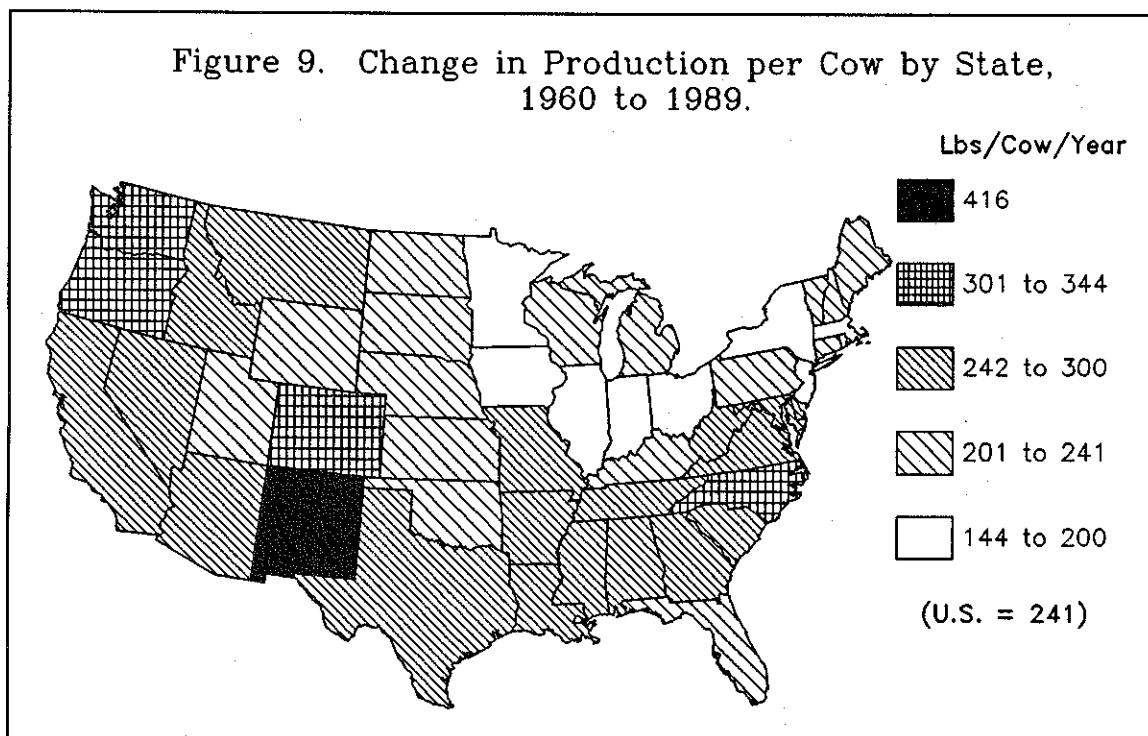 Figure 9. Change in Production per Cow by State,
1960 to 1989.
Lbs/Cow/Year
416
301 to 344
242 to 300
201 to 241
144 to 200
(U.S. = 241)